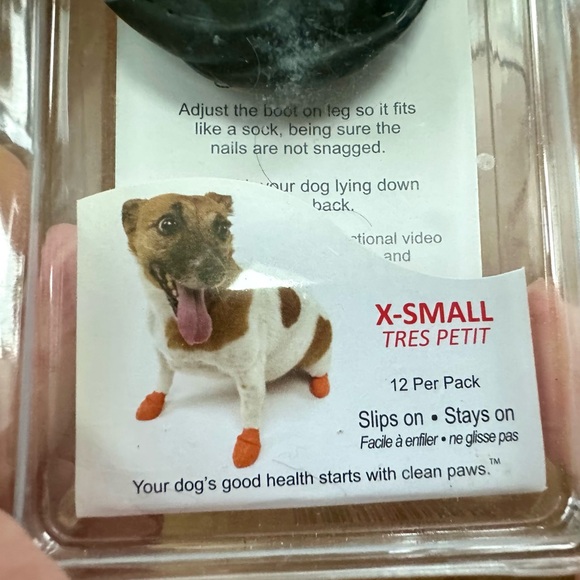 Adjust the boot on leg so it fits
like a sock, being sure the
nails are not snagged.
your dog lying down
back.
video
and
X-SMALL
TRES PETIT
12 Per Pack
Slips on • Stays on
Facile à enfiler • ne glisse pas
Your dog's good health starts with clean paws.™